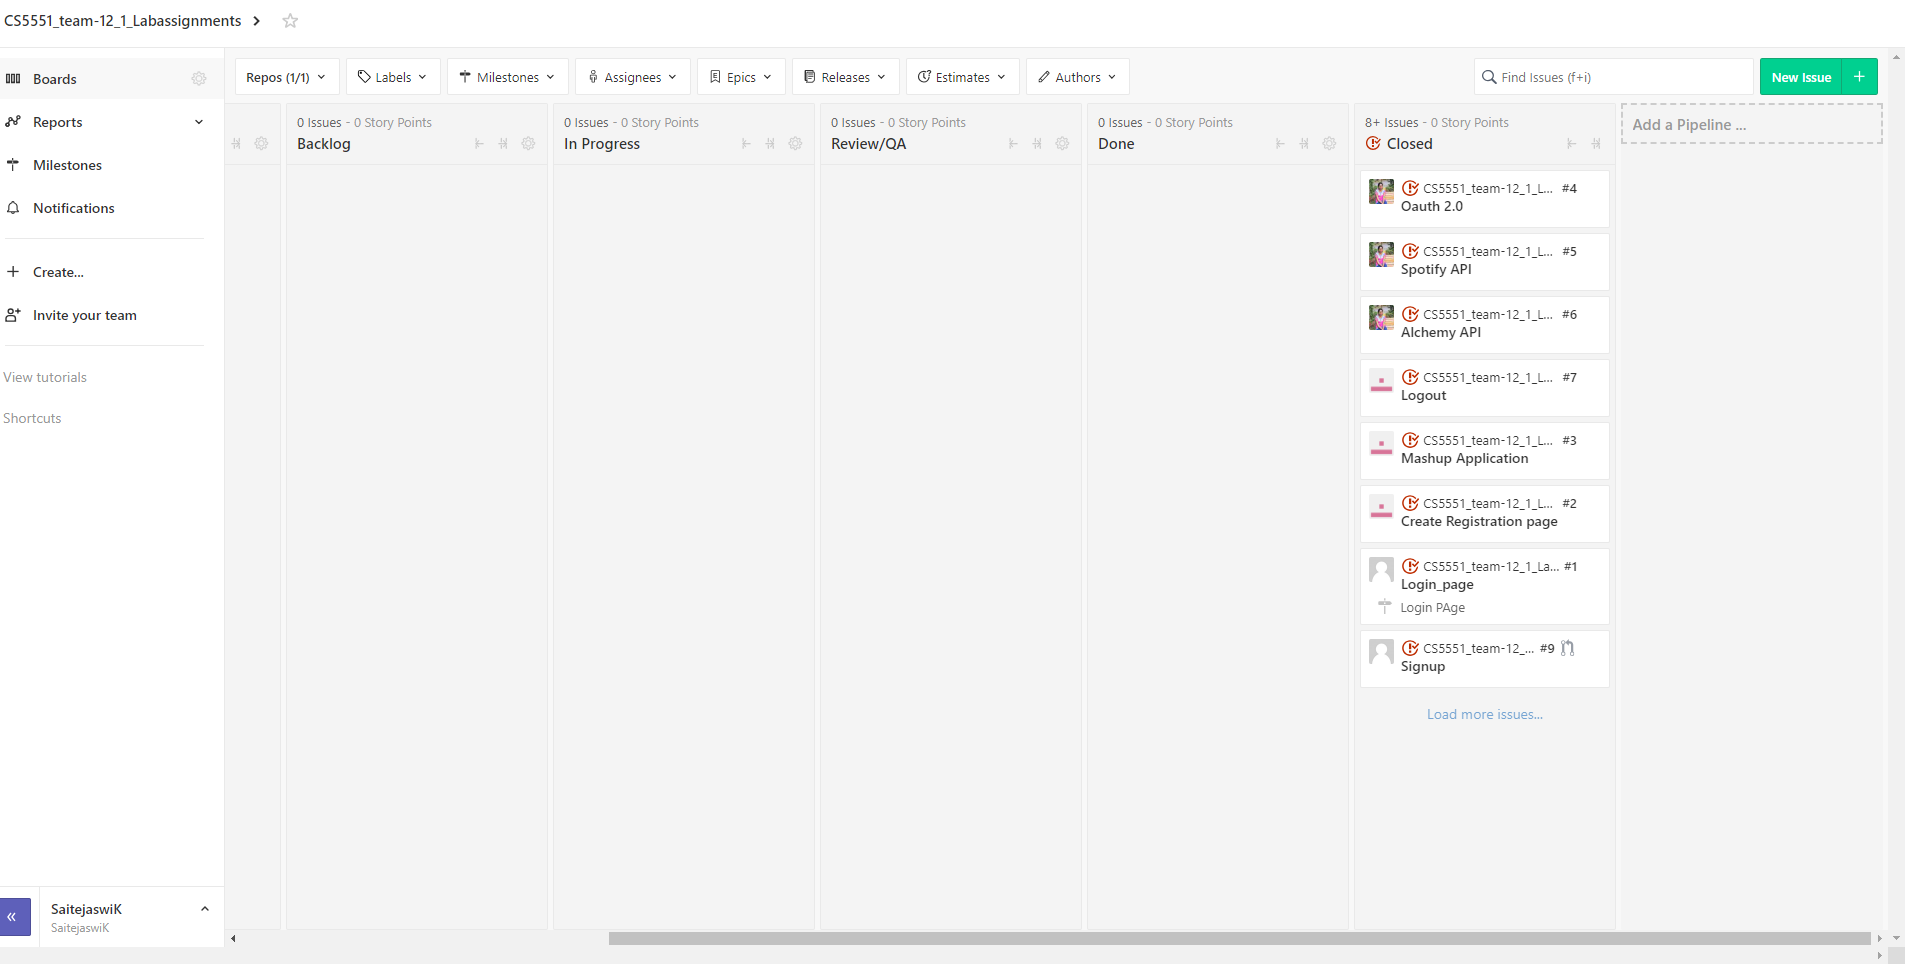 CS5551_team-12_1_Labassignments
Boards
Reports
Milestones
Notifications
Create...
Invite your team
View tutorials
Shortcuts
SaitejaswiK
SaitejaswiK
Repos (1/1)
Labels
Milestones
Assignees
Epics
Releases
Estimates
Authors
Find Issues (f+i)
New Issue
0 Issues - 0 Story Points
Backlog
0 Issues - 0 Story Points
In Progress
0 Issues - 0 Story Points
Review/QA
0 Issues - 0 Story Points
Done
8+ Issues - 0 Story Points
Closed
CS5551_team-12_1_L... #4
Oauth 2.0
CS5551_team-12_1_L... #5
Spotify API
CS5551_team-12_1_L... #6
Alchemy API
CS5551_team-12_1_L... #7
Logout
CS5551_team-12_1_L... #3
Mashup Application
CS5551_team-12_1_L... #2
Create Registration page
CS5551_team-12_1_La... #1
Login_page
Login PAge
CS5551_team-12_... #9
Signup
Load more issues...
Add a Pipeline ...